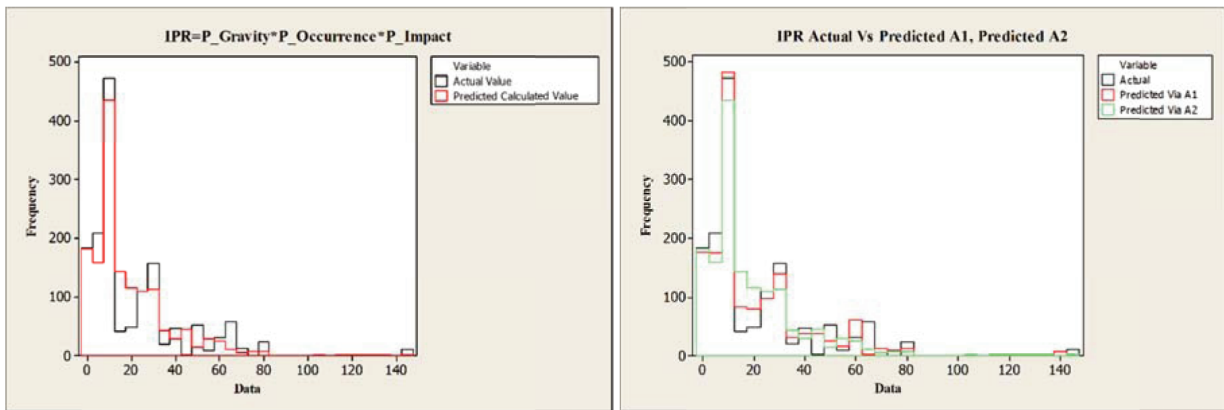 IPR=P_Gravity*P_Occurrence*P_Impact
Variable
Actual Value
Predicted Calculated Value
500
400
300
200
100
0
Frequency
0 20 40 60 80 100 120 140
Data
IPR Actual Vs Predicted A1, Predicted A2
Variable
Actual
Predicted Via A1
Predicted Via A2
500
400
300
200
100
0
Frequency
0 20 40 60 80 100 120 140
Data